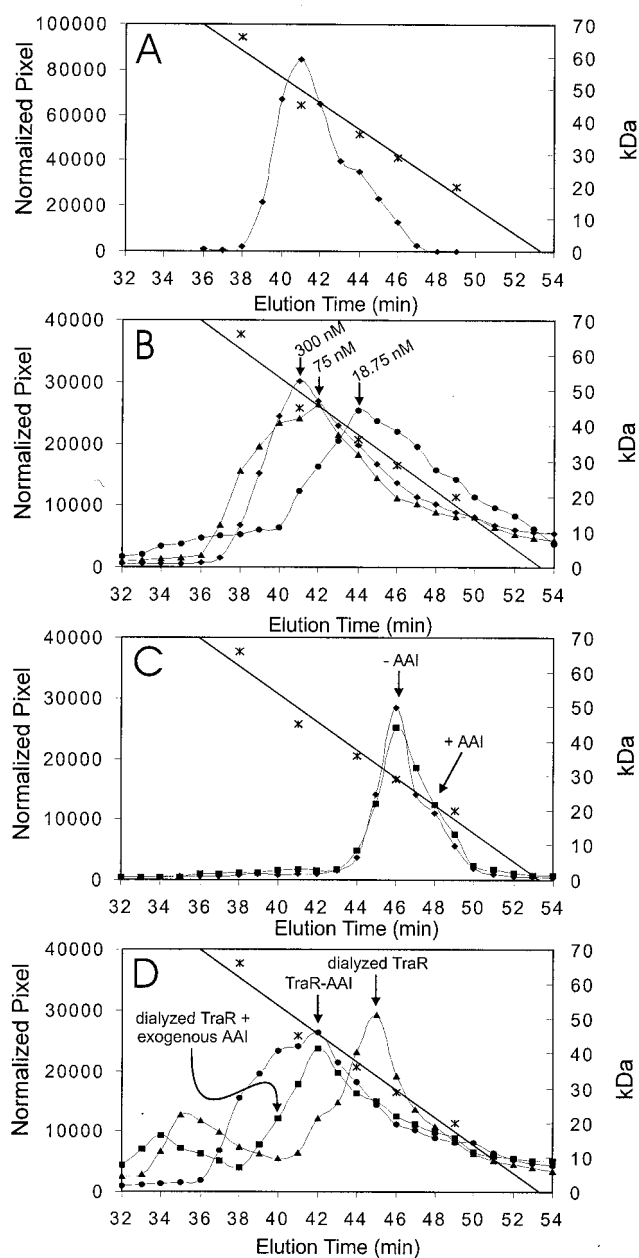 A
Normalized Pixel
100000
80000
60000
40000
20000
0
70
60
50
40
30
20
10
0
kDa
32 34 36 38 40 42 44 46 48 50 52 54
Elution Time (min)
B
300 nM
75 nM
18.75 nM
Normalized Pixel
40000
30000
20000
10000
0
70
60
50
40
30
20
10
0
kDa
32 34 36 38 40 42 44 46 48 50 52 54
Elution Time (min)
C
- AAI
+ AAI
Normalized Pixel
40000
30000
20000
10000
0
70
60
50
40
30
20
10
0
kDa
32 34 36 38 40 42 44 46 48 50 52 54
Elution Time (min)
D
dialyzed TraR
TraR-AAI
dialyzed TraR +
exogenous AAI
Normalized Pixel
40000
30000
20000
10000
0
70
60
50
40
30
20
10
0
kDa
32 34 36 38 40 42 44 46 48 50 52 54
Elution Time (min)